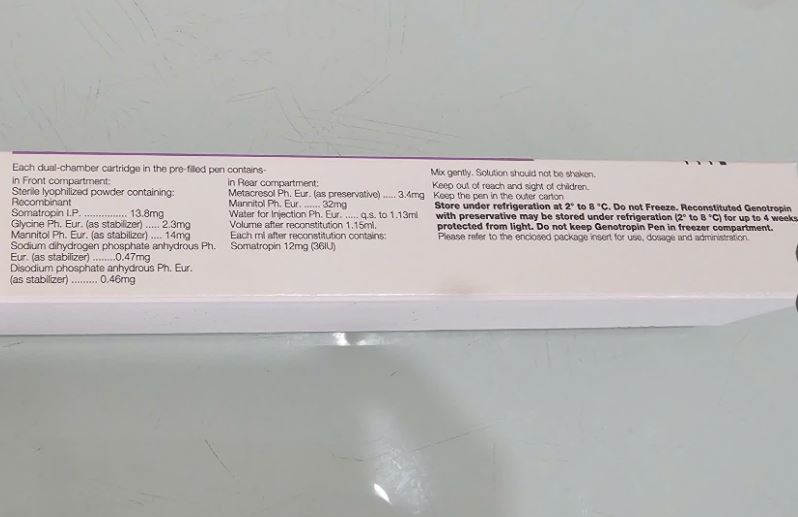 Each dual-chamber cartridge in the pre-filled pen contains-
in Front compartment:
Sterile lyophilized powder containing:
Recombinant
Somatropin I.P. ............... 13.8mg
Glycine Ph. Eur. (as stabilizer) ..... 2.3mg
Mannitol Ph. Eur. (as stabilizer) .... 14mg
Sodium dihydrogen phosphate anhydrous Ph.
Eur. (as stabilizer) ........0.47mg
Disodium phosphate anhydrous Ph. Eur.
(as stabilizer) ......... 0.46mg
in Rear compartment:
Metacresol Ph. Eur. (as preservative) ..... 3.4mg
Mannitol Ph. Eur. ...... 32mg
Water for Injection Ph. Eur. ..... q.s. to 1.13ml
Volume after reconstitution 1.15ml.
Each ml after reconstitution contains:
Somatropin 12mg (36IU)
Mix gently. Solution should not be shaken.
Keep out of reach and sight of children.
Keep the pen in the outer carton
Store under refrigeration at 2° to 8 °C. Do not Freeze. Reconstituted Genotropin
with preservative may be stored under refrigeration (2° to 8 °C) for up to 4 weeks
protected from light. Do not keep Genotropin Pen in freezer compartment.
Please refer to the enclosed package insert for use, dosage and administration.